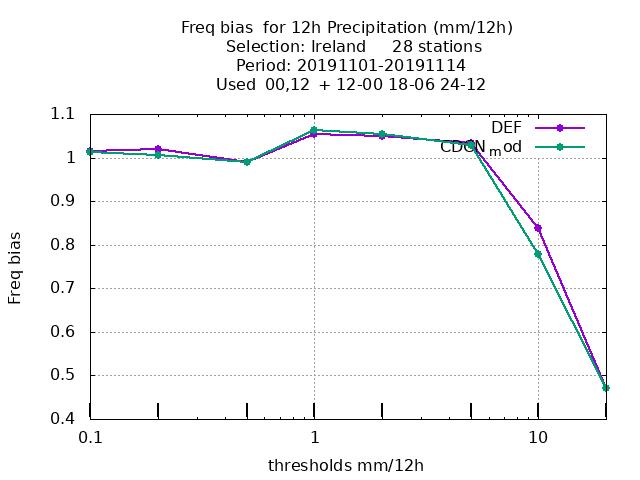 Freq bias  for 12h Precipitation (mm/12h)
Selection: Ireland     28 stations
Period: 20191101-20191114
Used  00,12  + 12-00 18-06 24-12
DEF
CDCN_mod
1.1
1
0.9
0.8
0.7
0.6
0.5
0.4
Freq bias
0.1
1
10
thresholds mm/12h